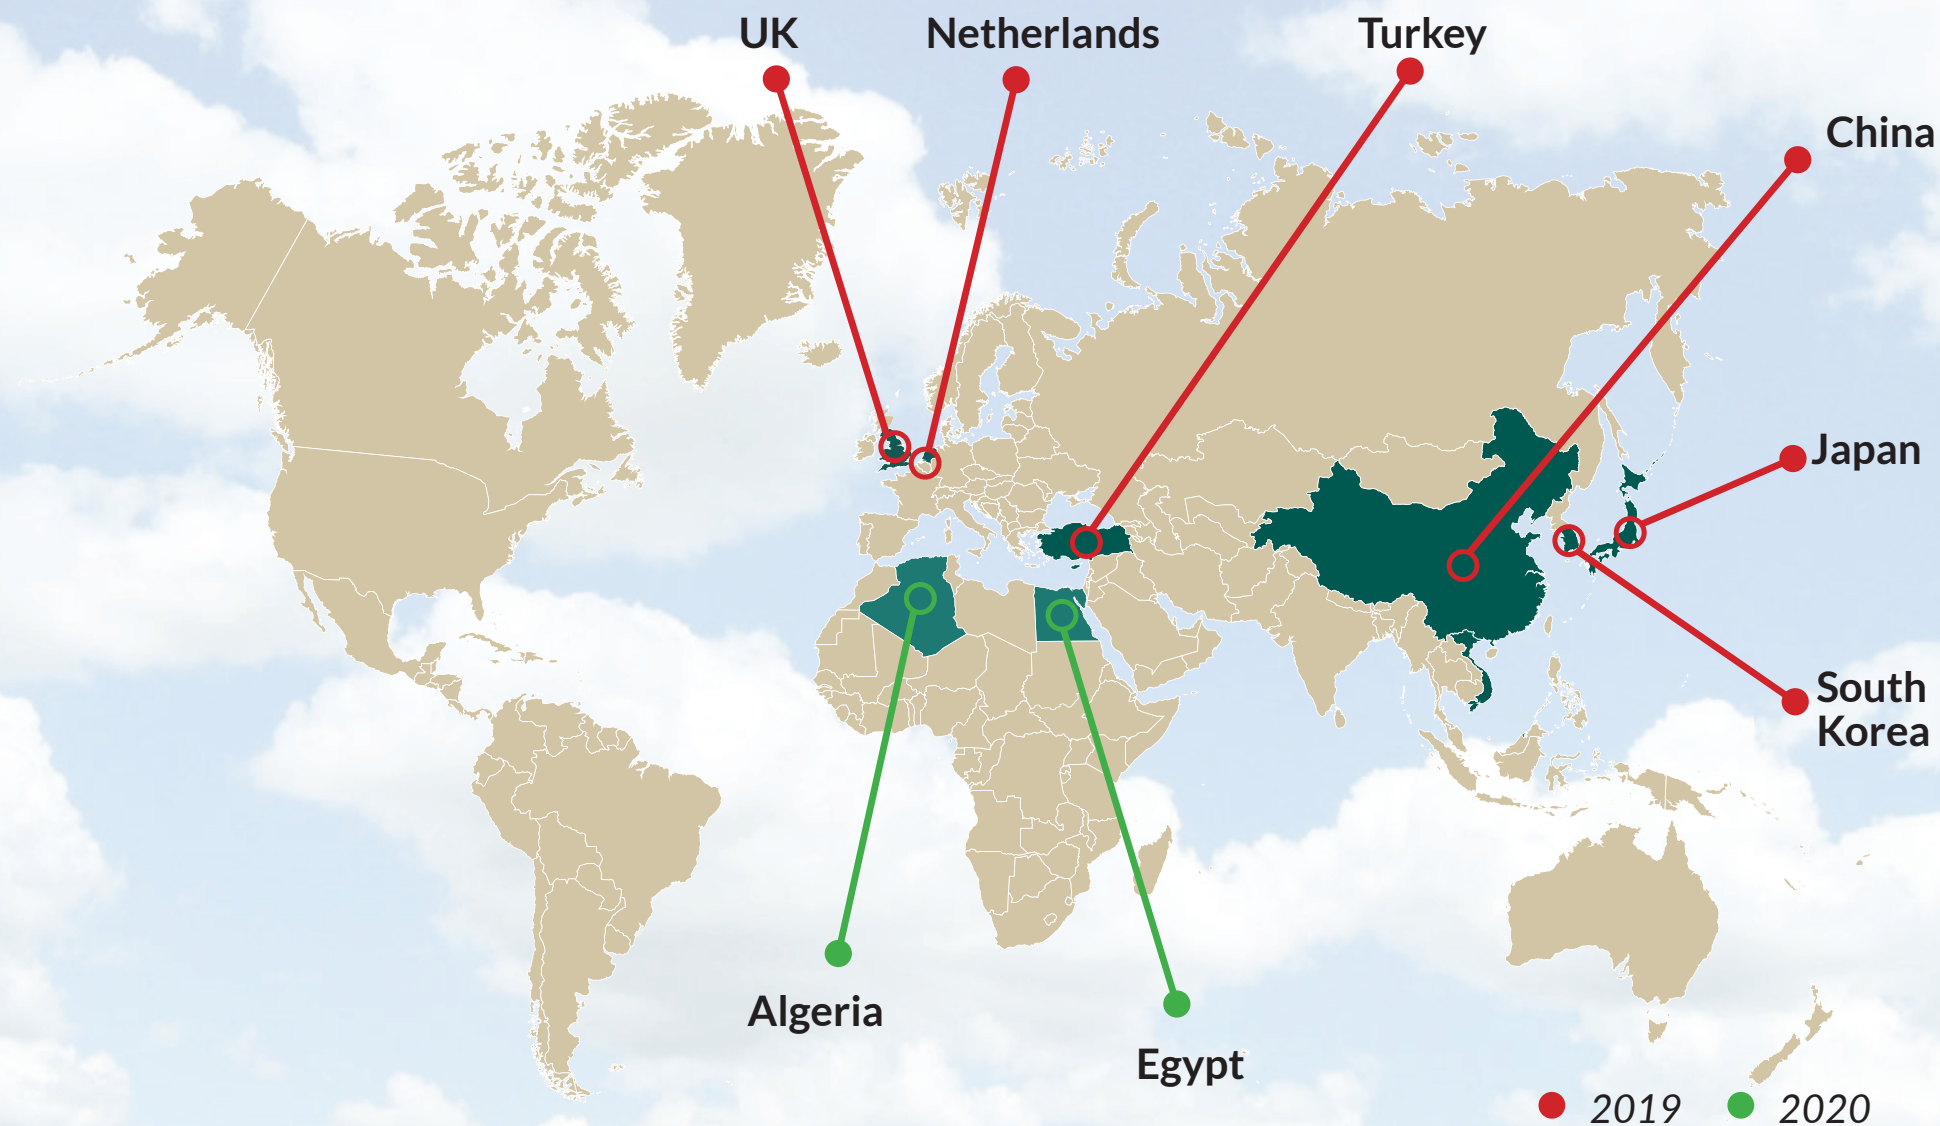 UK
Netherlands
Turkey
China
Japan
South
Korea
Algeria
Egypt
2019
2020